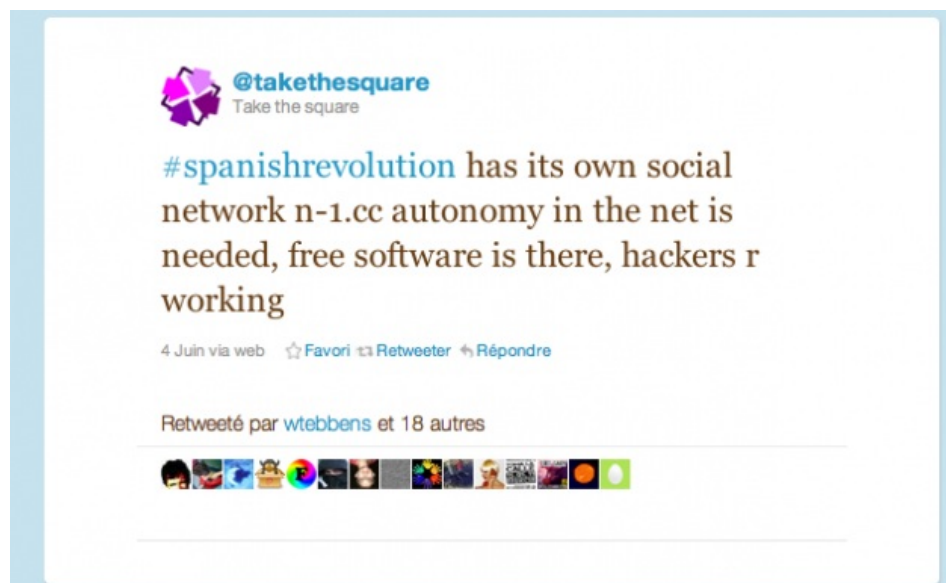 @takethesquare
Take the square
#spanishrevolution has its own social
network n-1.cc autonomy in the net is
needed, free software is there, hackers r
working
4 Juin via web Favori Retweeter Répondre
Retweeté par wtebbens et 18 autres